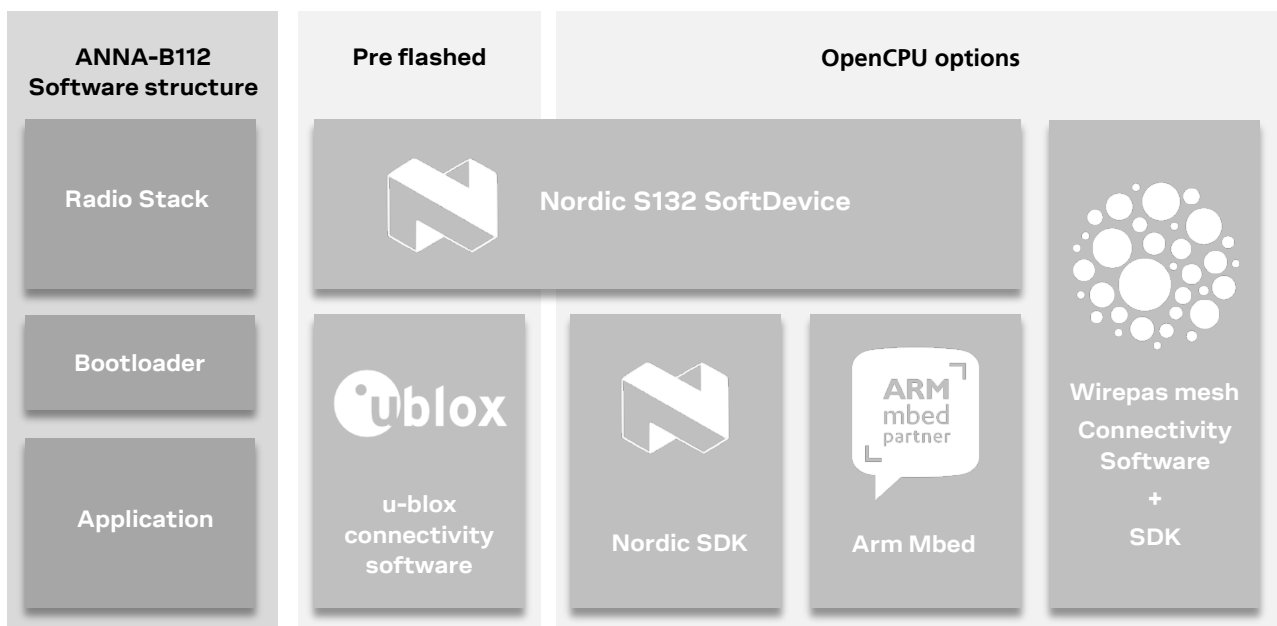 ANNA-B112
Software structure
Pre flashed
OpenCPU options
Radio Stack
Nordic S132 SoftDevice
Bootloader
Application
ublox
u-blox
connectivity
software
Nordic SDK
ARM
mbed
partner
Arm Mbed
Wirepas mesh
Connectivity
Software
+
SDK